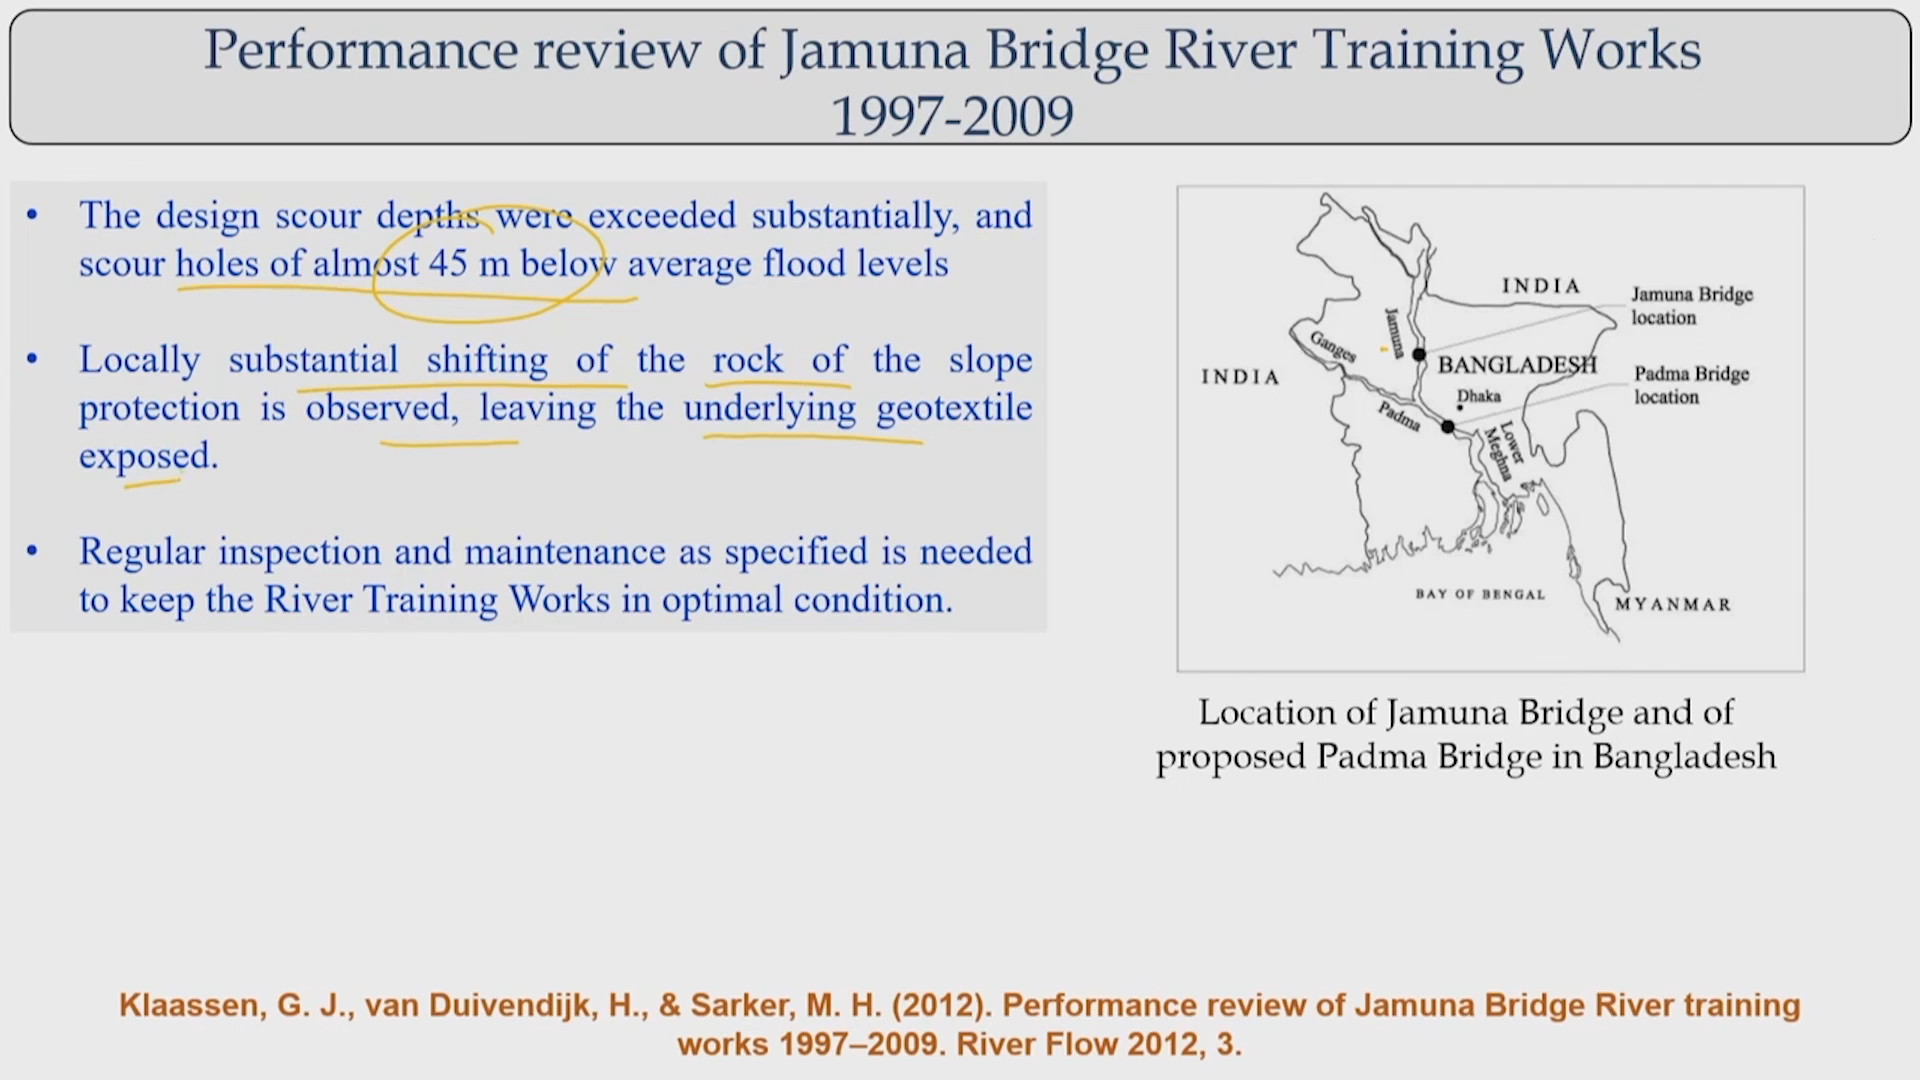 Performance review of Jamuna Bridge River Training Works
1997-2009
• The design scour depths were exceeded substantially, and
scour holes of almost 45 m below average flood levels
• Locally substantial shifting of the rock of the slope
protection is observed, leaving the underlying geotextile
exposed.
• Regular inspection and maintenance as specified is needed
to keep the River Training Works in optimal condition.
INDIA
Jamuna Bridge
location
Jamuna
Ganges
BANGLADESH
INDIA
Padma Bridge
location
Dhaka
Padma
Lower
Meghna
BAY OF BENGAL
MYANMAR
Location of Jamuna Bridge and of
proposed Padma Bridge in Bangladesh
Klaassen, G. J., van Duivendijk, H., & Sarker, M. H. (2012). Performance review of Jamuna Bridge River training
works 1997–2009. River Flow 2012, 3.